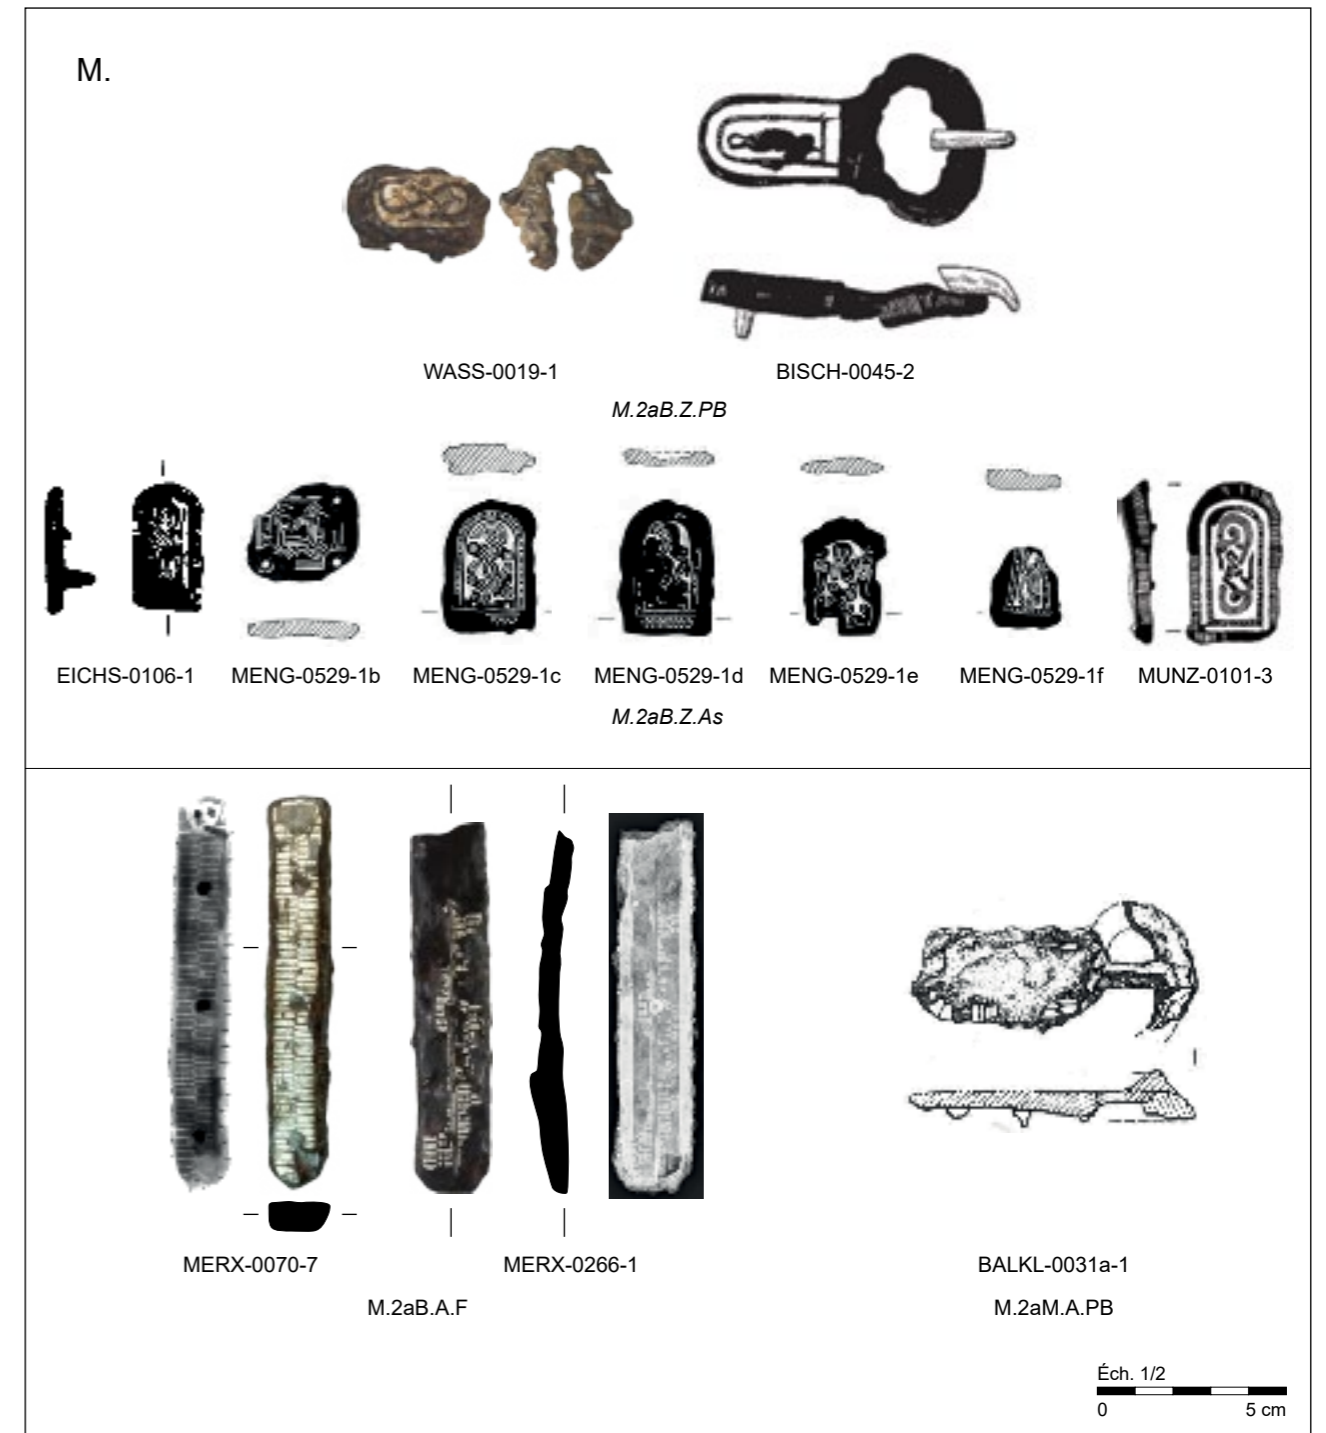 M.
WASS-0019-1 BISCH-0045-2
M.2aB.Z.PB
EICHS-0106-1 MENG-0529-1b MENG-0529-1c MENG-0529-1d MENG-0529-1e MENG-0529-1f MUNZ-0101-3
M.2aB.Z.As
MERX-0070-7 MERX-0266-1 BALKL-0031a-1
M.2aB.A.F M.2aM.A.PB
Éch. 1/2
0 5 cm